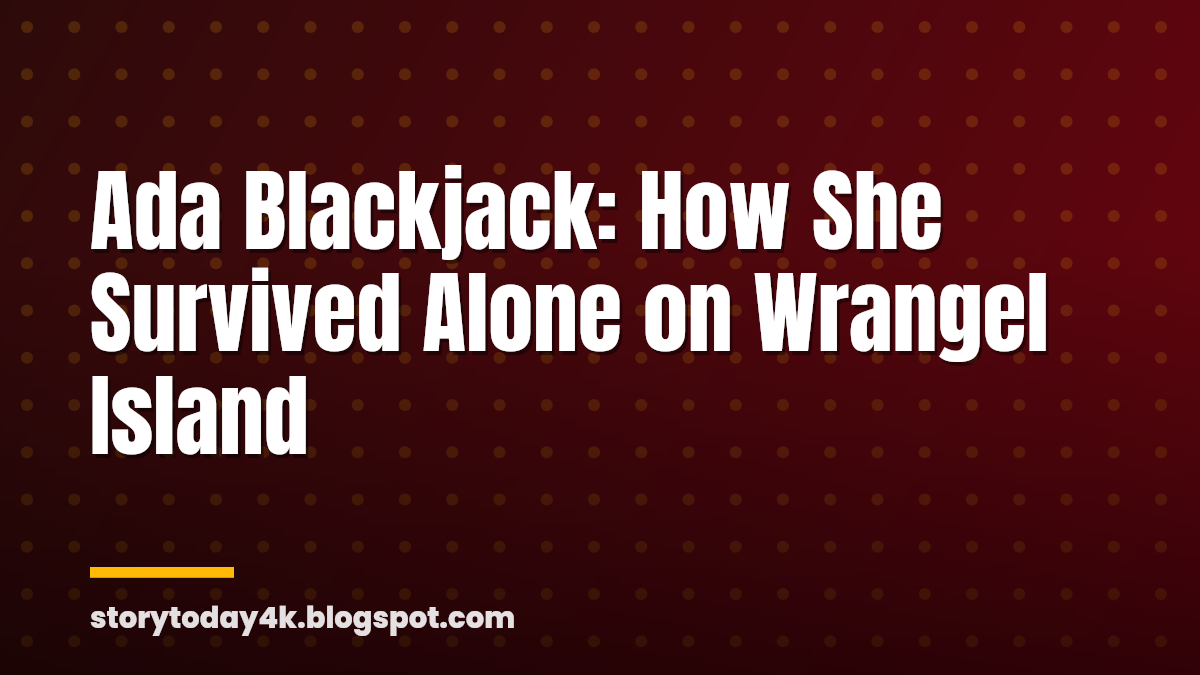 Ada Blackjack: How She
Survived Alone on Wrangel
Island
storytoday4k.blogspot.com